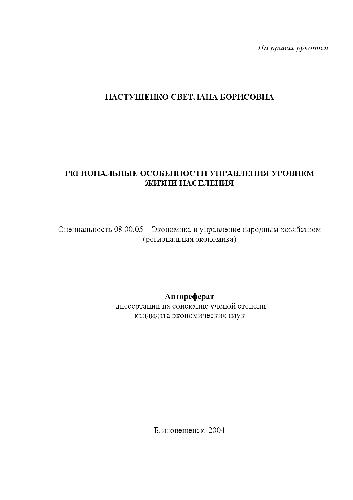 На правах рукописи
ПАСТУШЕНКО СВЕТЛАНА БОРИСОВНА
РЕГИОНАЛЬНЫЕ ОСОБЕННОСТИ УПРАВЛЕНИЯ УРОВНЕМ
ЖИЗНИ НАСЕЛЕНИЯ
Специальность 08.00.05 – Экономика и управление народным хозяйством
(региональная экономика)
Автореферат
диссертации на соискание ученой степени
кандидата экономических наук
Благовещенск 2004